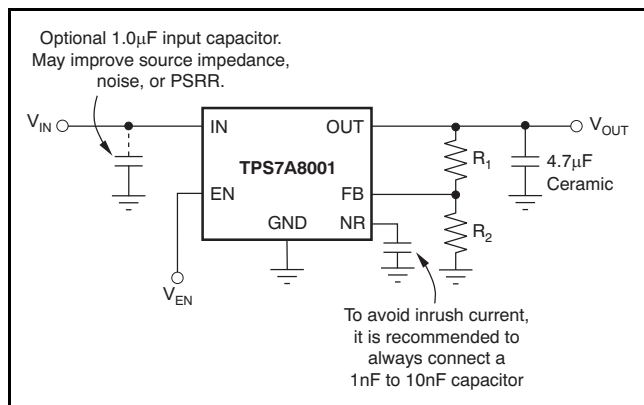 Optional 1.0µF input capacitor.
May improve source impedance,
noise, or PSRR.
VIN
IN
OUT
VOUT
TPS7A8001
R1
4.7µF
Ceramic
EN
FB
GND
NR
R2
VEN
To avoid inrush current,
it is recommended to
always connect a
1nF to 10nF capacitor